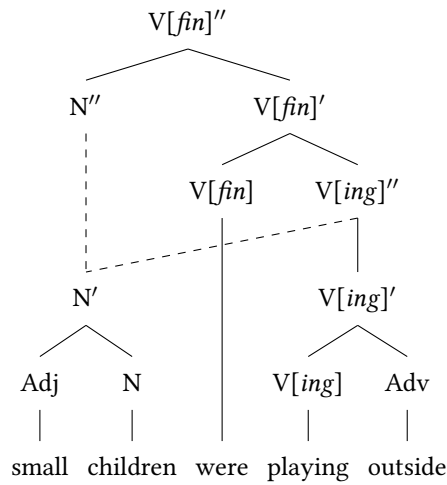 V[fin]″
N″ V[fin]′
V[fin] V[ing]″
N′ V[ing]′
Adj N V[ing] Adv
small children were playing outside